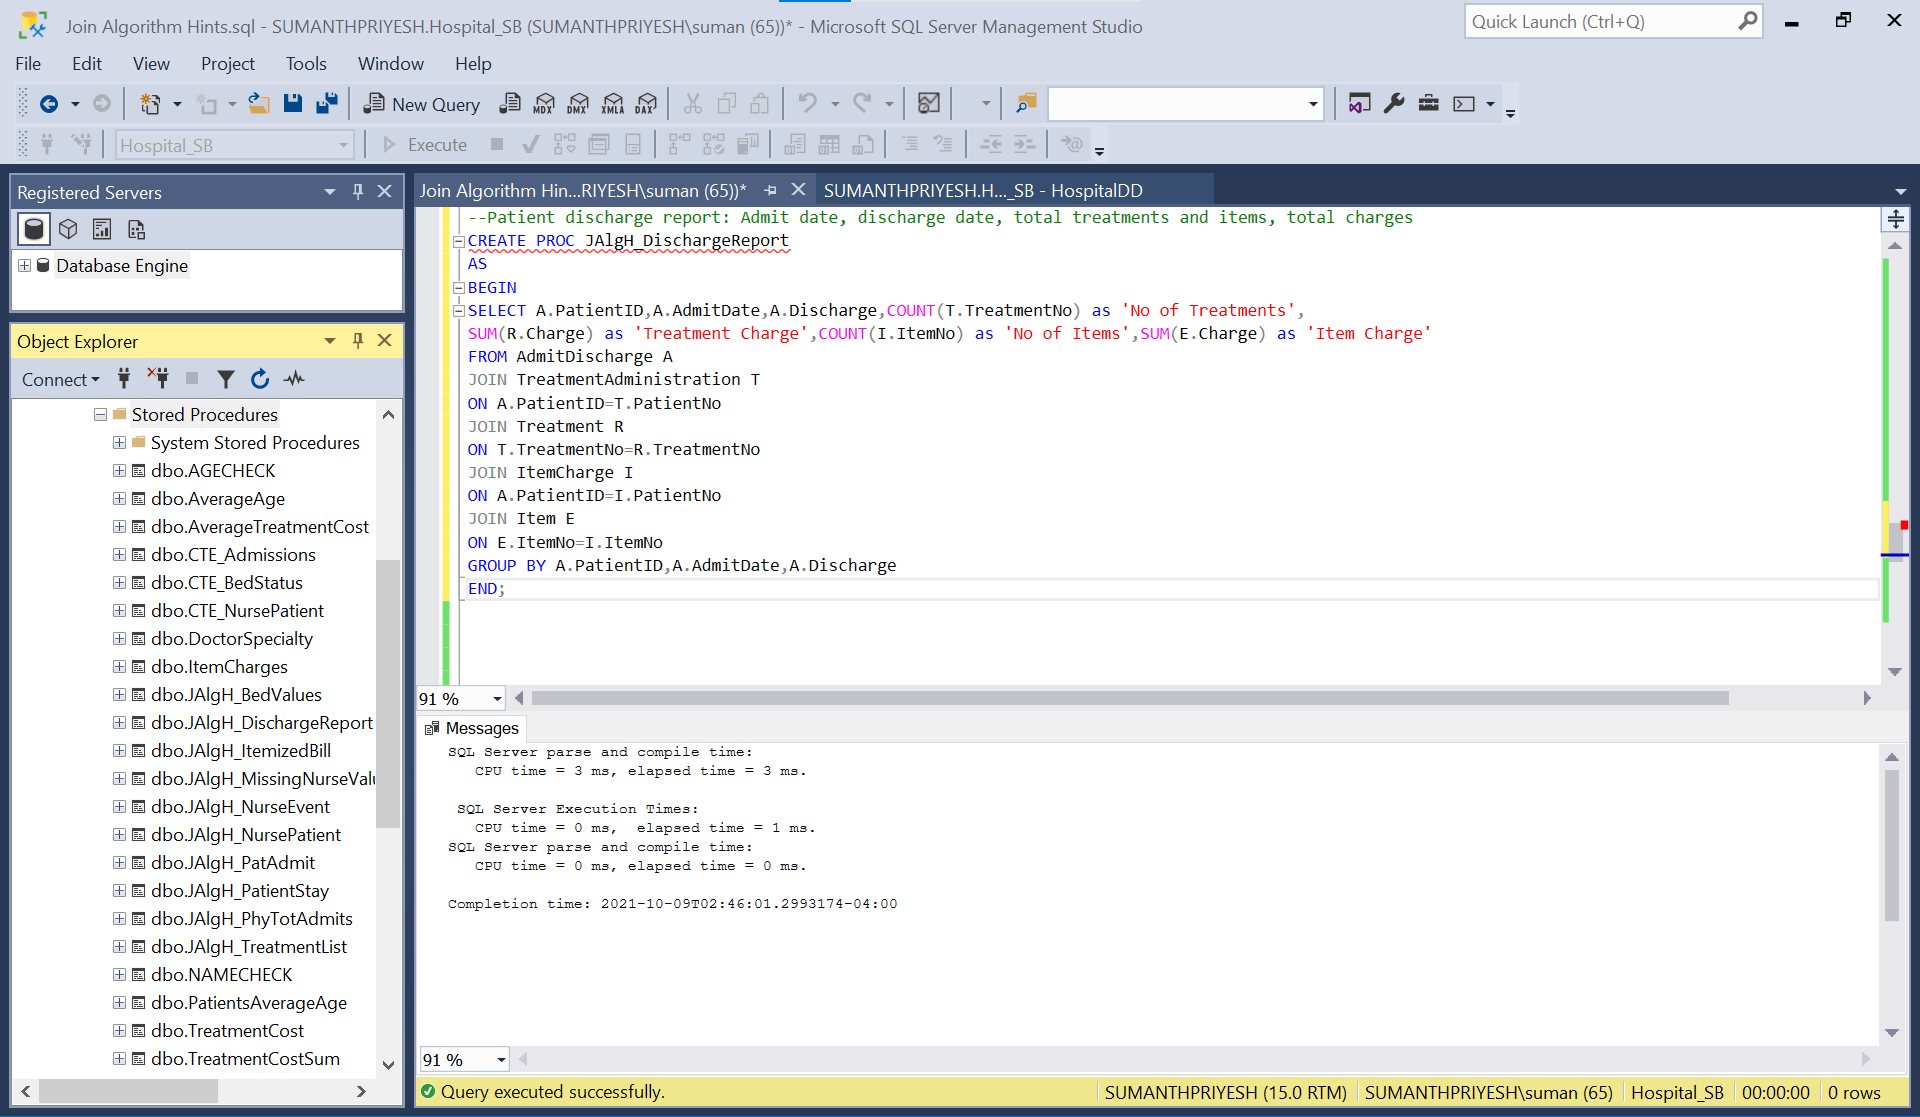 Join Algorithm Hints.sql - SUMANTHPRIYESH.Hospital_SB (SUMANTHPRIYESH\suman (65))* - Microsoft SQL Server Management Studio
Quick Launch (Ctrl+Q)
File Edit View Project Tools Window Help
New Query MDX DMX XMLA DAX
Hospital_SB Execute
Registered Servers
Database Engine
Object Explorer
Connect
Stored Procedures
System Stored Procedures
dbo.AGECHECK
dbo.AverageAge
dbo.AverageTreatmentCost
dbo.CTE_Admissions
dbo.CTE_BedStatus
dbo.CTE_NursePatient
dbo.DoctorSpecialty
dbo.ItemCharges
dbo.JAlgH_BedValues
dbo.JAlgH_DischargeReport
dbo.JAlgH_ItemizedBill
dbo.JAlgH_MissingNurseValu
dbo.JAlgH_NurseEvent
dbo.JAlgH_NursePatient
dbo.JAlgH_PatAdmit
dbo.JAlgH_PatientStay
dbo.JAlgH_PhyTotAdmits
dbo.JAlgH_TreatmentList
dbo.NAMECHECK
dbo.PatientsAverageAge
dbo.TreatmentCost
dbo.TreatmentCostSum
Join Algorithm Hin...RIYESH\suman (65))* SUMANTHPRIYESH.H..._SB - HospitalDD
--Patient discharge report: Admit date, discharge date, total treatments and items, total charges
CREATE PROC JAlgH_DischargeReport
AS
BEGIN
SELECT A.PatientID,A.AdmitDate,A.Discharge,COUNT(T.TreatmentNo) as 'No of Treatments',
SUM(R.Charge) as 'Treatment Charge',COUNT(I.ItemNo) as 'No of Items',SUM(E.Charge) as 'Item Charge'
FROM AdmitDischarge A
JOIN TreatmentAdministration T
ON A.PatientID=T.PatientNo
JOIN Treatment R
ON T.TreatmentNo=R.TreatmentNo
JOIN ItemCharge I
ON A.PatientID=I.PatientNo
JOIN Item E
ON E.ItemNo=I.ItemNo
GROUP BY A.PatientID,A.AdmitDate,A.Discharge
END;
91 %
Messages
SQL Server parse and compile time:
CPU time = 3 ms, elapsed time = 3 ms.
SQL Server Execution Times:
CPU time = 0 ms,  elapsed time = 1 ms.
SQL Server parse and compile time:
CPU time = 0 ms, elapsed time = 0 ms.
Completion time: 2021-10-09T02:46:01.2993174-04:00
91 %
Query executed successfully. SUMANTHPRIYESH (15.0 RTM) SUMANTHPRIYESH\suman (65) Hospital_SB 00:00:00 0 rows